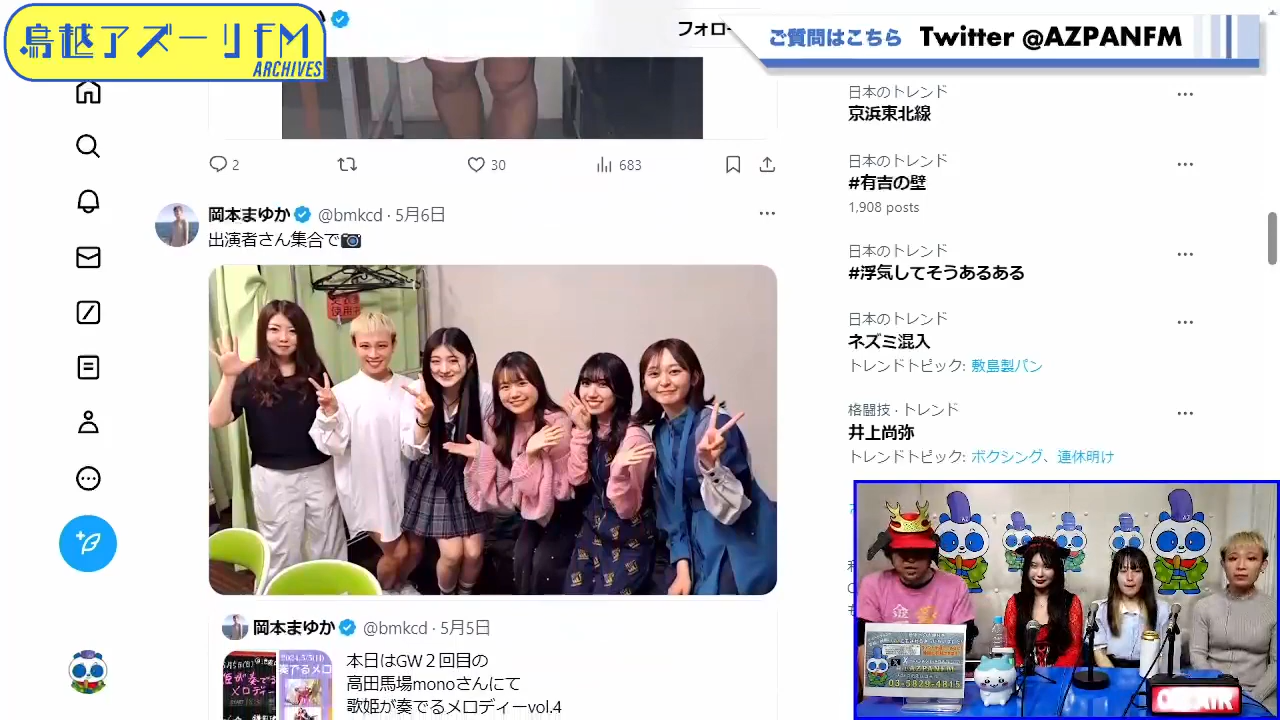 鳥越アズーリFM
ARCHIVES
フォロー
ご質問はこちら Twitter @AZPANFM
日本のトレンド
京浜東北線
日本のトレンド
#有吉の壁
1,908 posts
日本のトレンド
#浮気してそうあるある
日本のトレンド
ネズミ混入
トレンドトピック: 敷島製パン
格闘技 · トレンド
井上尚弥
トレンドトピック: ボクシング、連休明け
2
30
683
岡本まゆか @bmkcd · 5月6日
出演者さん集合で📷
岡本まゆか @bmkcd · 5月5日
本日はGW２回目の
高田馬場monoさんにて
歌姫が奏でるメロディーvol.4
@AZPANFM
03-5829-4815